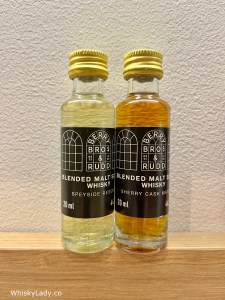 BERRY
BROS
&
RUDD
BLENDED MALT
WHISKY
SPEYSIDE
20 ml
BERRY
BROS
&
RUDD
BLENDED MALT
WHISKY
SHERRY CASK
20 ml
WhiskyLady.co